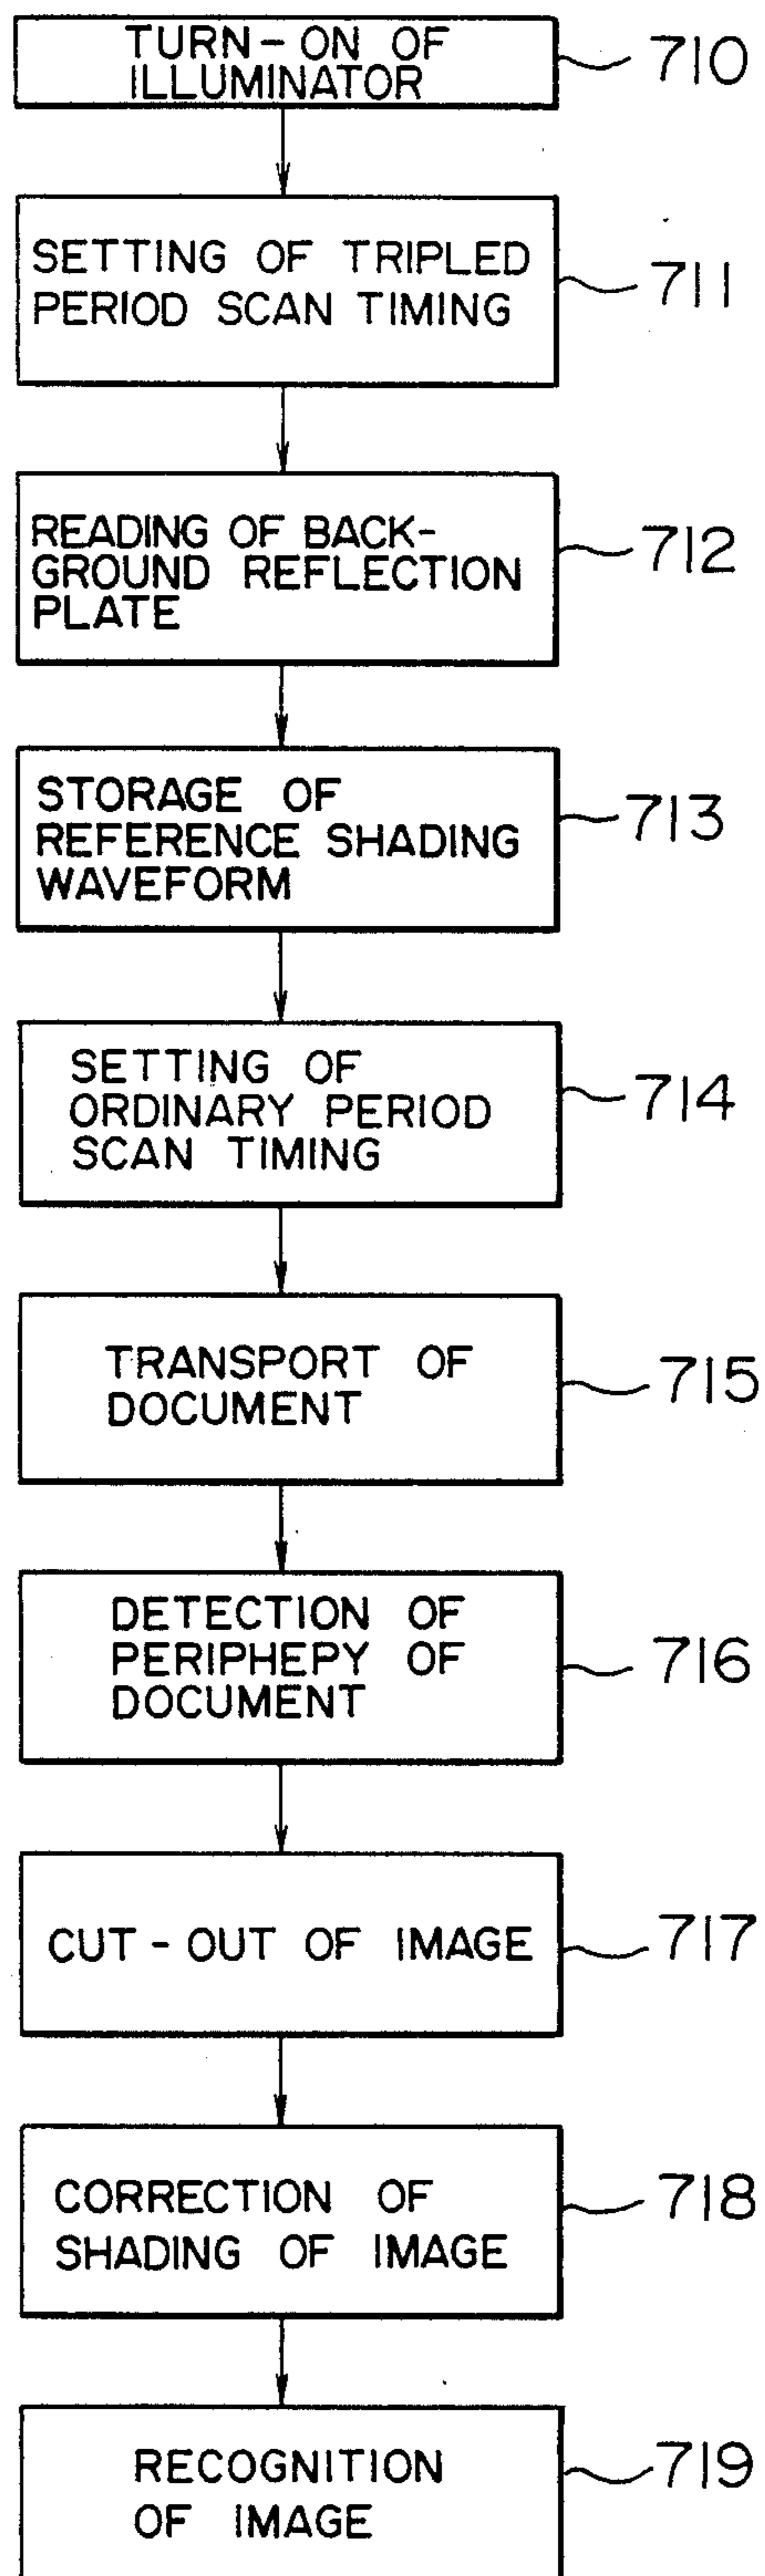 TURN-ON OF
ILLUMINATOR
710
SETTING OF TRIPLED
PERIOD SCAN TIMING
711
READING OF BACK-
GROUND REFLECTION
PLATE
712
STORAGE OF
REFERENCE SHADING
WAVEFORM
713
SETTING OF
ORDINARY PERIOD
SCAN TIMING
714
TRANSPORT OF
DOCUMENT
715
DETECTION OF
PERIPHEPY OF
DOCUMENT
716
CUT-OUT OF IMAGE
717
CORRECTION OF
SHADING OF IMAGE
718
RECOGNITION
OF IMAGE
719